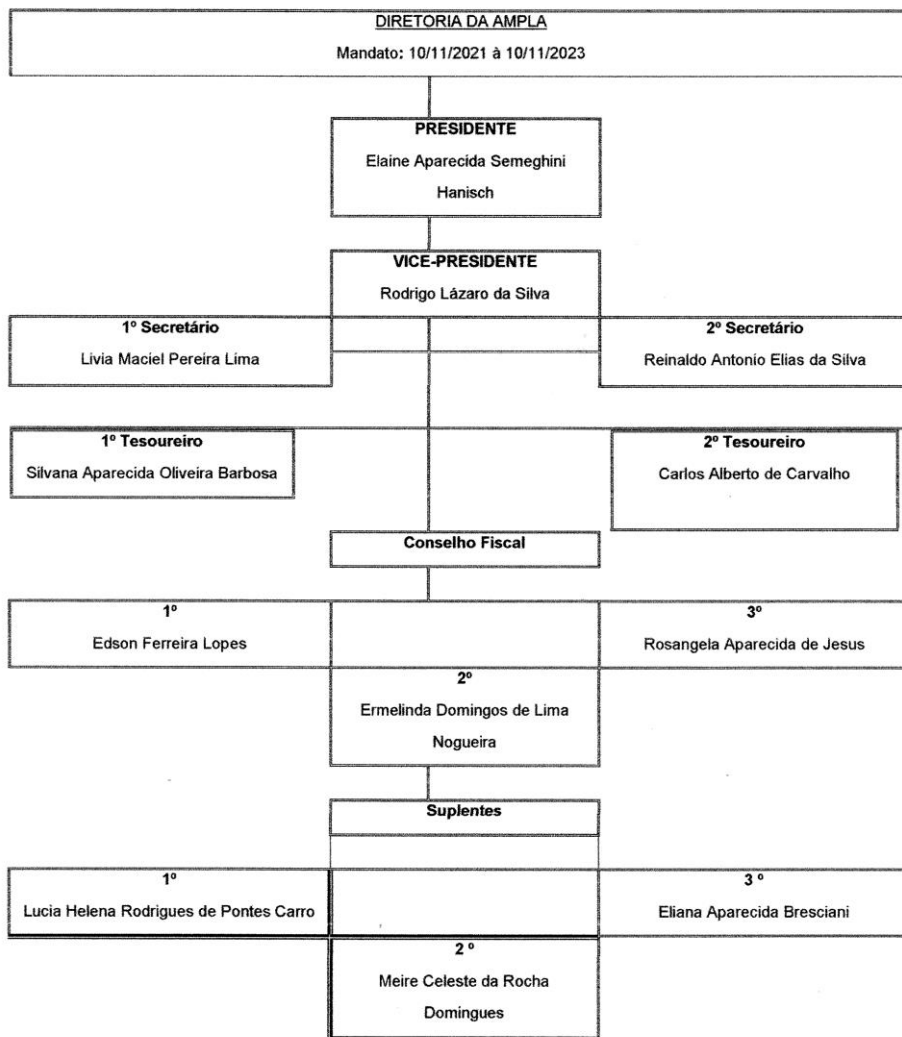 DIRETORIA DA AMPLA
Mandato: 10/11/2021 à 10/11/2023
PRESIDENTE
Elaine Aparecida Semeghini
Hanisch
VICE-PRESIDENTE
Rodrigo Lázaro da Silva
1º Secretário
Livia Maciel Pereira Lima
2º Secretário
Reinaldo Antonio Elias da Silva
1º Tesoureiro
Silvana Aparecida Oliveira Barbosa
2º Tesoureiro
Carlos Alberto de Carvalho
Conselho Fiscal
1º
Edson Ferreira Lopes
3º
Rosangela Aparecida de Jesus
2º
Ermelinda Domingos de Lima
Nogueira
Suplentes
1º
Lucia Helena Rodrigues de Pontes Carro
3 º
Eliana Aparecida Bresciani
2 º
Meire Celeste da Rocha
Domingues